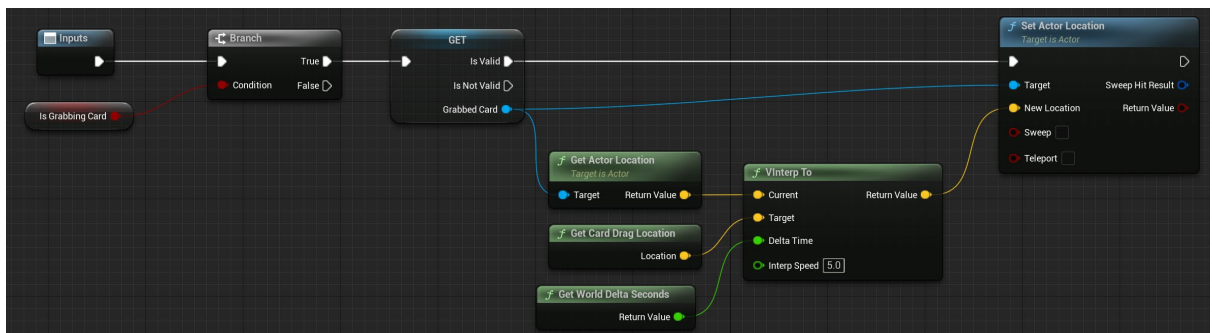 Inputs
Is Grabbing Card
Branch
True
Condition
False
GET
Is Valid
Is Not Valid
Grabbed Card
f Get Actor Location
Target is Actor
Target
Return Value
f Get Card Drag Location
Location
f Get World Delta Seconds
Return Value
f VInterp To
Current
Return Value
Target
Delta Time
Interp Speed 5.0
f Set Actor Location
Target is Actor
Target
Sweep Hit Result
New Location
Return Value
Sweep
Teleport